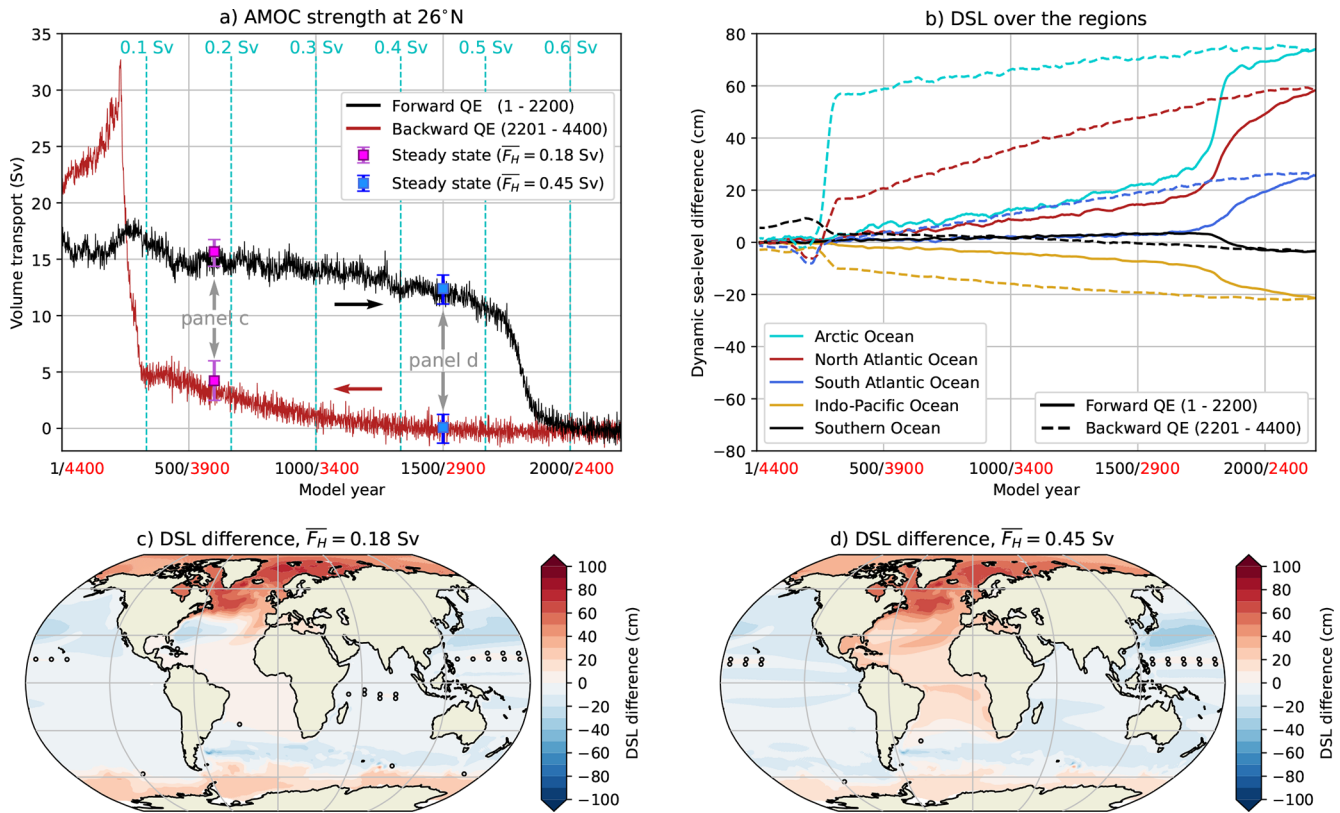 a) AMOC strength at 26°N
35
30
25
20
15
10
5
0
Volume transport (Sv)
0.1 Sv
0.2 Sv
0.3 Sv
0.4 Sv
0.5 Sv
0.6 Sv
Forward QE (1 - 2200)
Backward QE (2201 - 4400)
Steady state (F̅_H̅ = 0.18 Sv)
Steady state (F̅_H̅ = 0.45 Sv)
panel c
panel d
1/4400
500/3900
1000/3400
1500/2900
2000/2400
Model year
b) DSL over the regions
80
60
40
20
0
−20
−40
−60
−80
Dynamic sea-level difference (cm)
Arctic Ocean
North Atlantic Ocean
South Atlantic Ocean
Indo-Pacific Ocean
Southern Ocean
Forward QE (1 - 2200)
Backward QE (2201 - 4400)
1/4400
500/3900
1000/3400
1500/2900
2000/2400
Model year
c) DSL difference, F̅_H̅ = 0.18 Sv
100
80
60
40
20
0
−20
−40
−60
−80
−100
DSL difference (cm)
d) DSL difference, F̅_H̅ = 0.45 Sv
100
80
60
40
20
0
−20
−40
−60
−80
−100
DSL difference (cm)